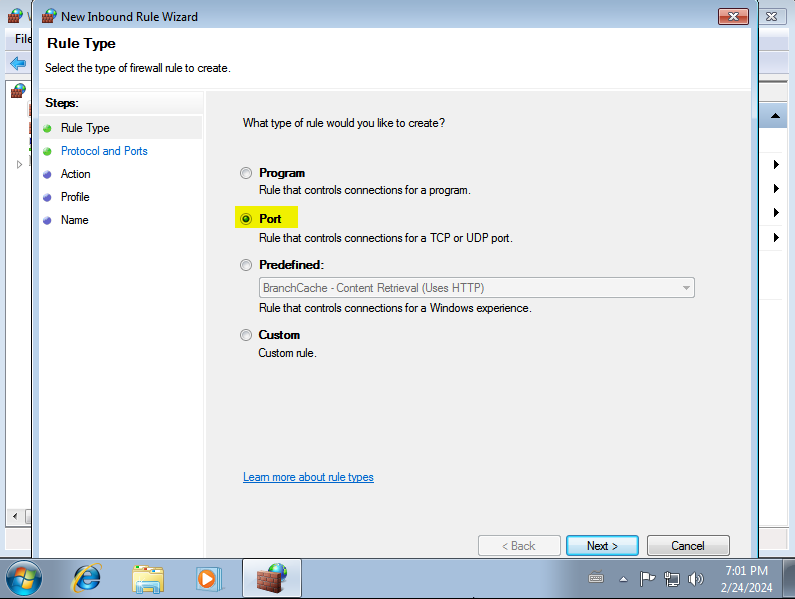 New Inbound Rule Wizard
File
Rule Type
Select the type of firewall rule to create.
Steps:
Rule Type
Protocol and Ports
Action
Profile
Name
What type of rule would you like to create?
Program
Rule that controls connections for a program.
Port
Rule that controls connections for a TCP or UDP port.
Predefined:
BranchCache - Content Retrieval (Uses HTTP)
Rule that controls connections for a Windows experience.
Custom
Custom rule.
Learn more about rule types
< Back
Next >
Cancel
7:01 PM
2/24/2024